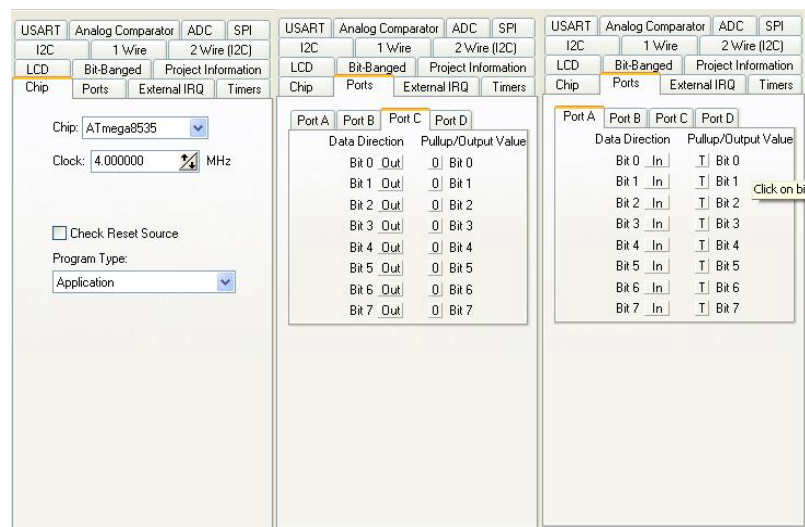 USART Analog Comparator ADC SPI
I2C 1 Wire 2 Wire (I2C)
LCD Bit-Banged Project Information
Chip Ports External IRQ Timers
Chip: ATmega8535
Clock: 4.000000 MHz
Check Reset Source
Program Type:
Application
USART Analog Comparator ADC SPI
I2C 1 Wire 2 Wire (I2C)
LCD Bit-Banged Project Information
Chip Ports External IRQ Timers
Port A Port B Port C Port D
Data Direction Pullup/Output Value
Bit 0 Out 0 Bit 0
Bit 1 Out 0 Bit 1
Bit 2 Out 0 Bit 2
Bit 3 Out 0 Bit 3
Bit 4 Out 0 Bit 4
Bit 5 Out 0 Bit 5
Bit 6 Out 0 Bit 6
Bit 7 Out 0 Bit 7
USART Analog Comparator ADC SPI
I2C 1 Wire 2 Wire (I2C)
LCD Bit-Banged Project Information
Chip Ports External IRQ Timers
Port A Port B Port C Port D
Data Direction Pullup/Output Value
Bit 0 In T Bit 0
Bit 1 In T Bit 1
Click on bi
Bit 2 In T Bit 2
Bit 3 In T Bit 3
Bit 4 In T Bit 4
Bit 5 In T Bit 5
Bit 6 In T Bit 6
Bit 7 In T Bit 7